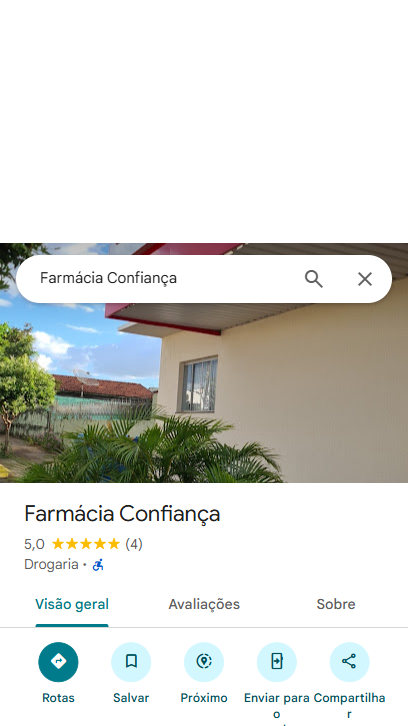 Farmácia Confiança
Farmácia Confiança
5,0 (4)
Drogaria ·
Visão geral Avaliações Sobre
Rotas Salvar Próximo Enviar para o Compartilhar